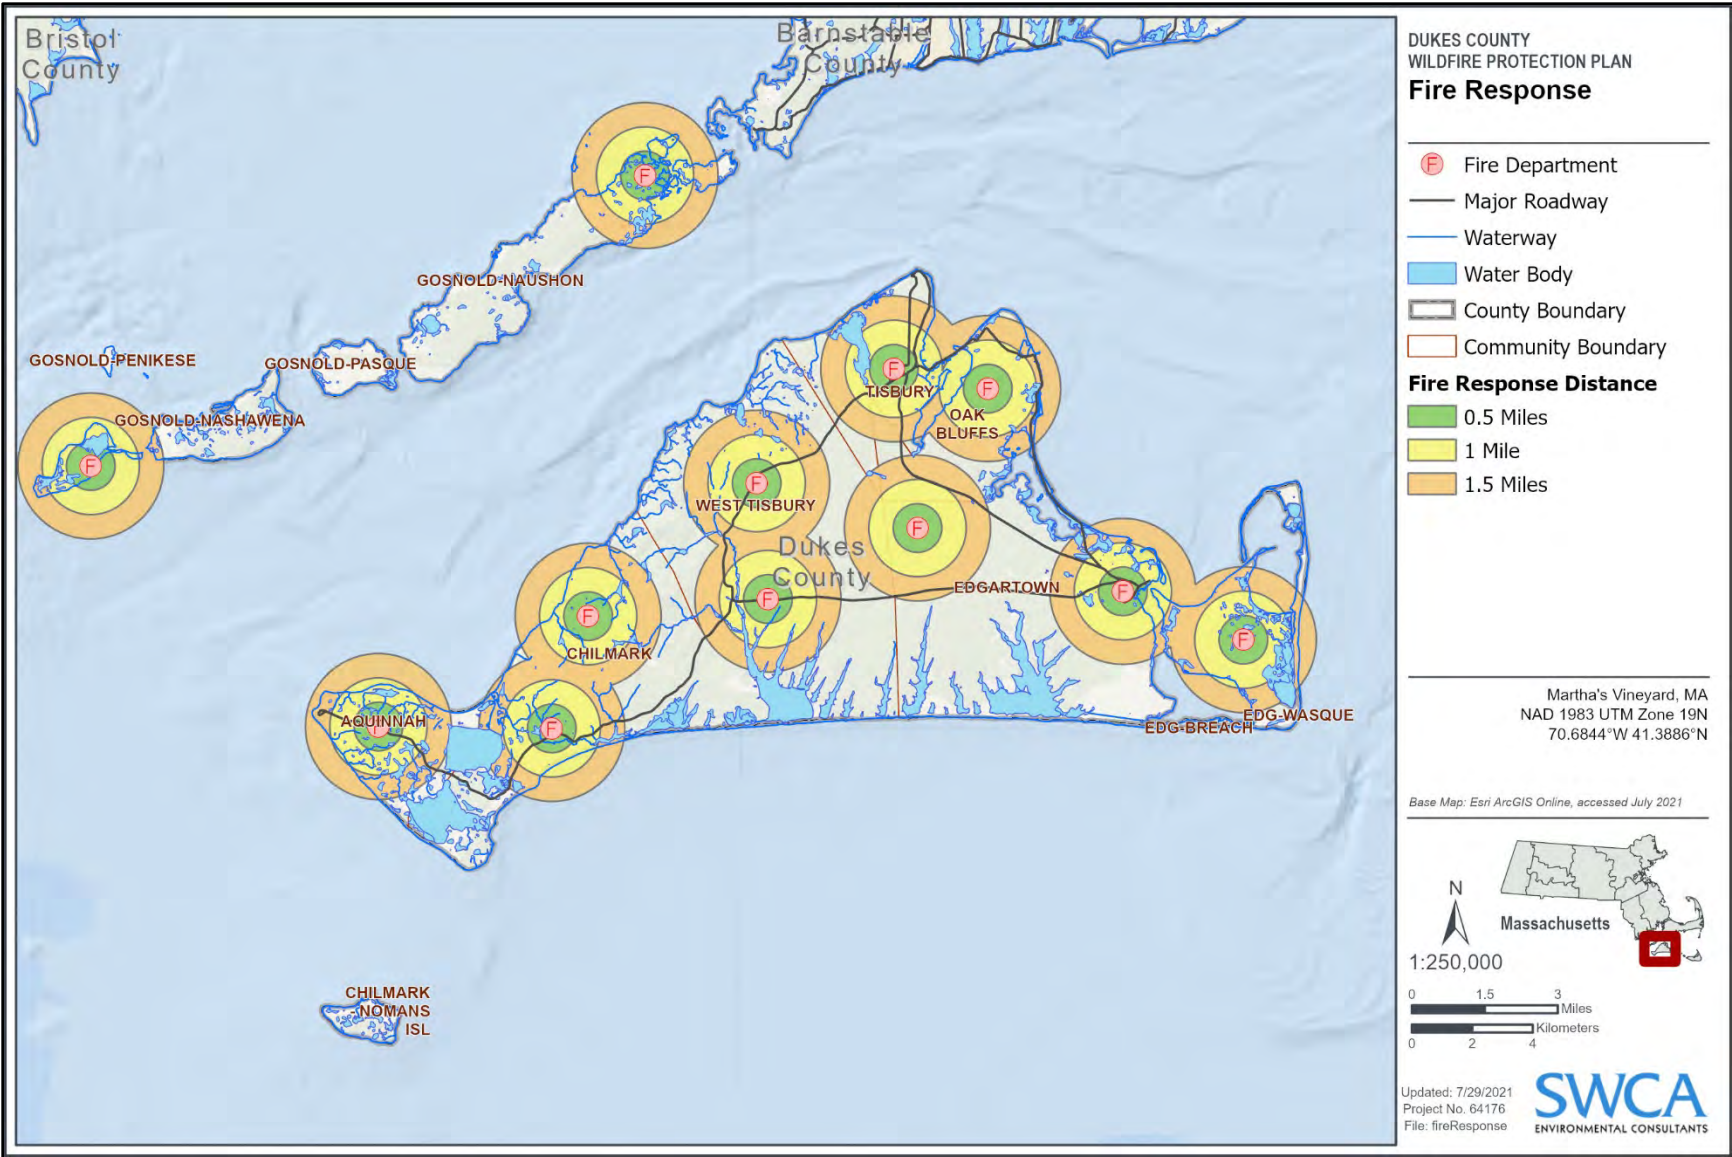 Bristol
County
Barnstable
County
GOSNOLD-NAUSHON
GOSNOLD-PENIKESE
GOSNOLD-PASQUE
GOSNOLD-NASHAWENA
F
F
F
F
F
F
F
F
F
F
F
F
TISBURY
OAK
BLUFFS
WEST TISBURY
Dukes
County
EDGARTOWN
CHILMARK
AQUINNAH
EDG-BREACH
EDG-WASQUE
CHILMARK
- NOMANS
ISL
DUKES COUNTY
WILDFIRE PROTECTION PLAN
Fire Response
F Fire Department
Major Roadway
Waterway
Water Body
County Boundary
Community Boundary
Fire Response Distance
0.5 Miles
1 Mile
1.5 Miles
Martha's Vineyard, MA
NAD 1983 UTM Zone 19N
70.6844°W 41.3886°N
Base Map: Esri ArcGIS Online, accessed July 2021
N
Massachusetts
1:250,000
0 1.5 3
Miles
Kilometers
0 2 4
Updated: 7/29/2021
Project No. 64176
File: fireResponse
SWCA
ENVIRONMENTAL CONSULTANTS